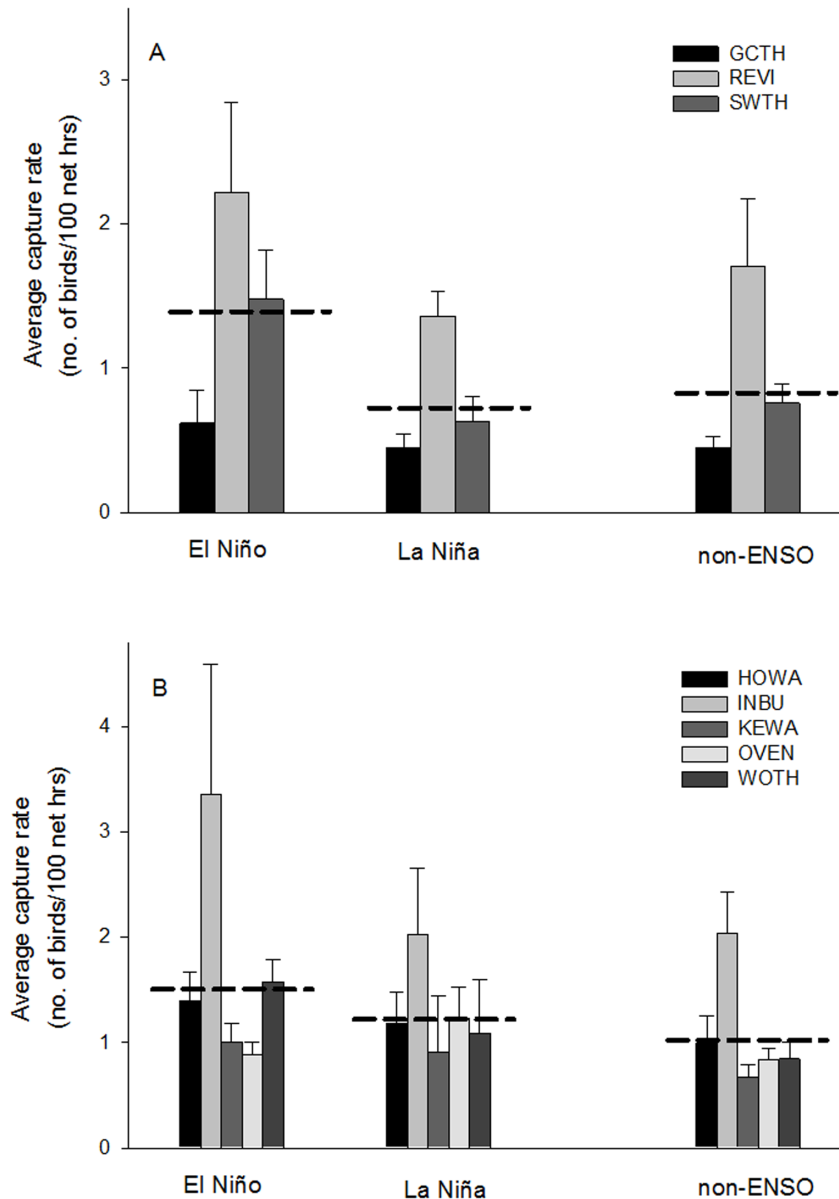 A
GCTH
REVI
SWTH
Average capture rate
(no. of birds/100 net hrs)
3
2
1
0
El Niño
La Niña
non-ENSO
B
HOWA
INBU
KEWA
OVEN
WOTH
Average capture rate
(no. of birds/100 net hrs)
4
3
2
1
0
El Niño
La Niña
non-ENSO